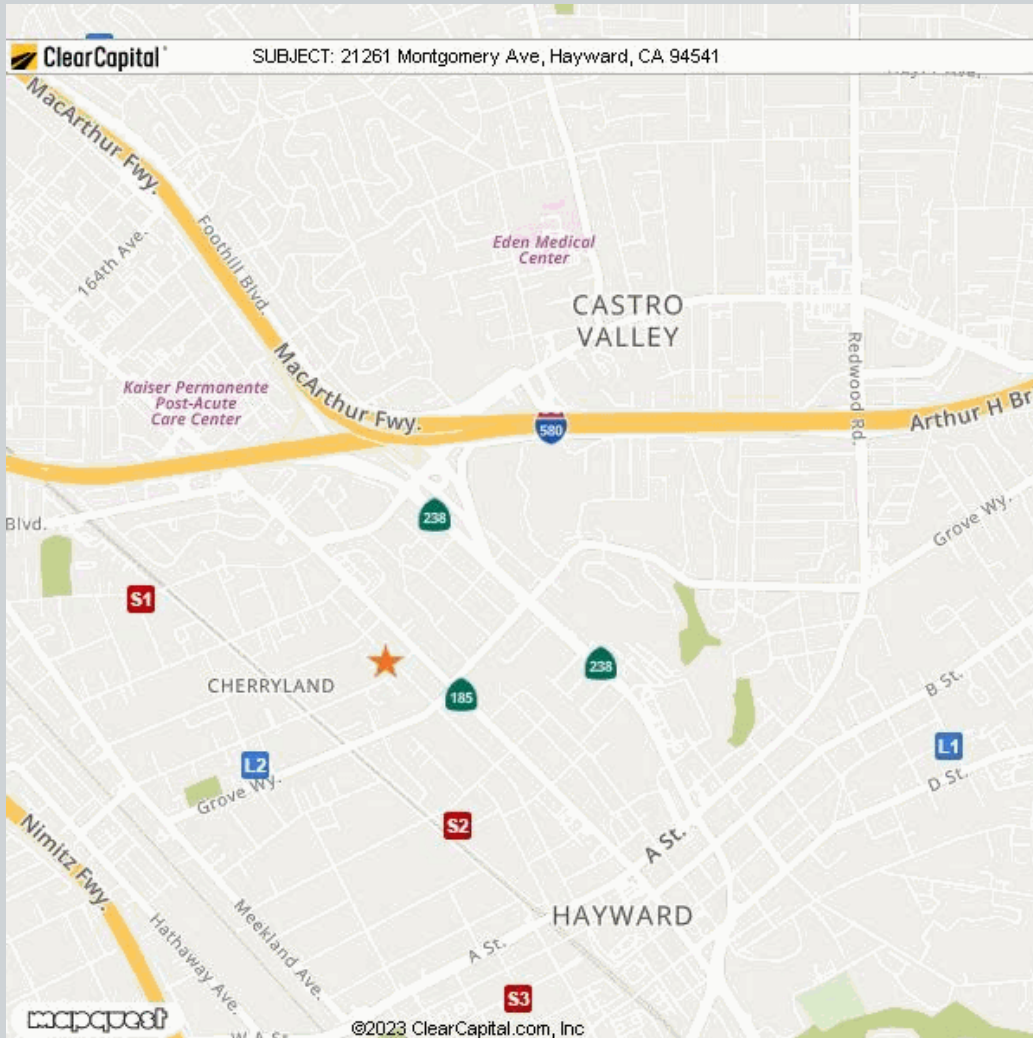 ClearCapital
SUBJECT: 21261 Montgomery Ave, Hayward, CA 94541
MacArthur Fwy.
164th Ave.
Foothill Blvd.
Eden Medical
Center
CASTRO
VALLEY
Redwood Rd.
Kaiser Permanente
Post-Acute
Care Center
MacArthur Fwy.
580
Arthur H Br
238
Blvd.
Grove Wy.
S1
238
CHERRYLAND
185
B St.
L2
L1
Grove Wy.
D St.
S2
A St.
Nimitz Fwy.
HAYWARD
Hathaway Ave.
Meekland Ave.
A St.
S3
mapquest
©2023 ClearCapital.com, Inc